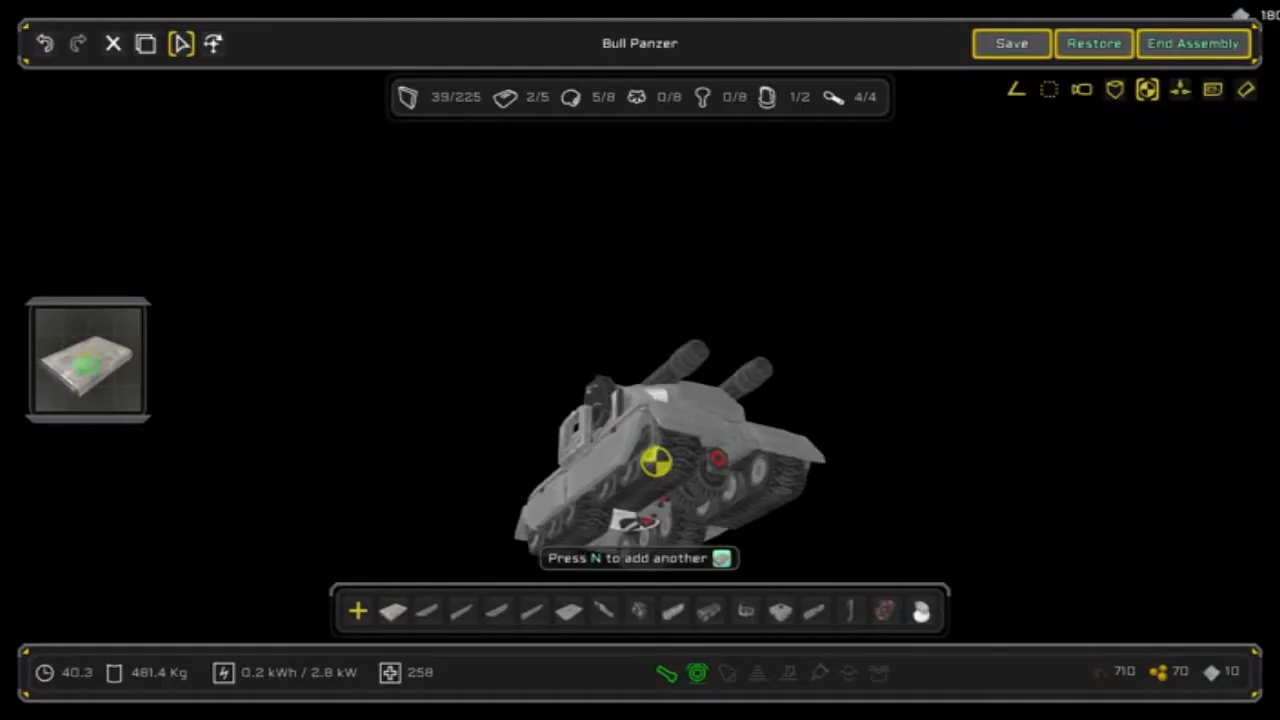 180
Bull Panzer
Save
Restore
End Assembly
39/225
2/5
5/8
0/8
0/8
1/2
4/4
Press N to add another
40.3
481.4 Kg
0.2 kWh / 2.8 kW
258
710
70
10